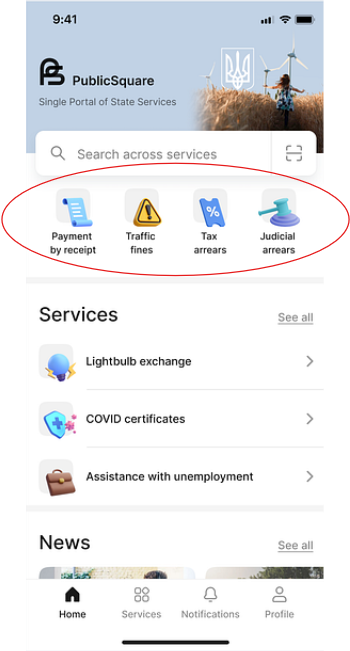 9:41
PublicSquare
Single Portal of State Services
Search across services
Payment
by receipt
Traffic
fines
Tax
arrears
Judicial
arrears
Services
See all
Lightbulb exchange
COVID certificates
Assistance with unemployment
News
See all
Home
Services
Notifications
Profile